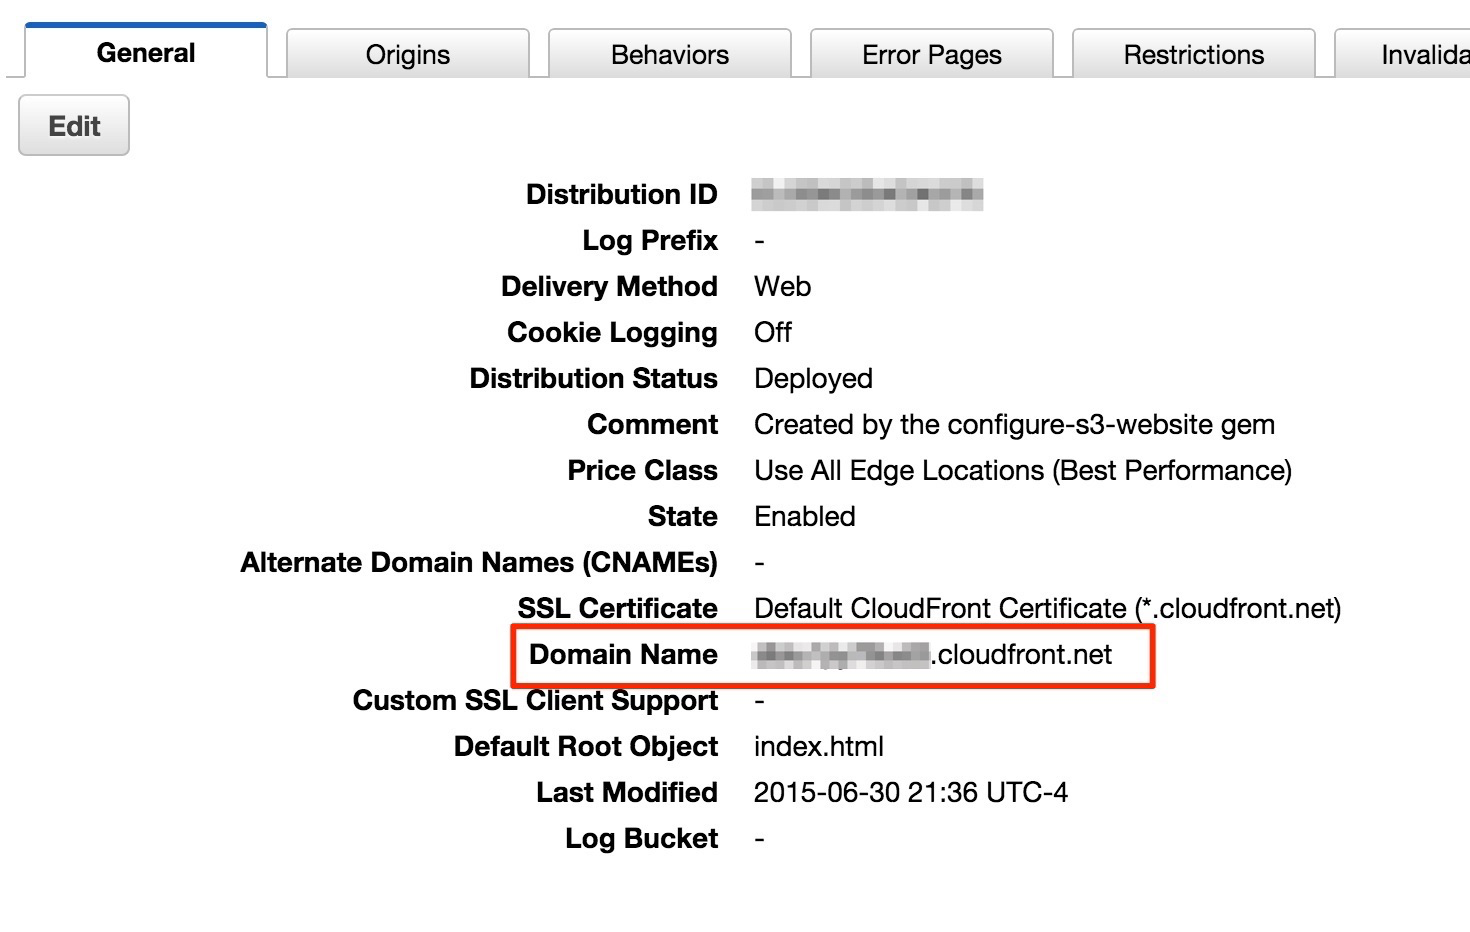 General Origins Behaviors Error Pages Restrictions Invalida
Edit
Distribution ID
Log Prefix -
Delivery Method Web
Cookie Logging Off
Distribution Status Deployed
Comment Created by the configure-s3-website gem
Price Class Use All Edge Locations (Best Performance)
State Enabled
Alternate Domain Names (CNAMEs) -
SSL Certificate Default CloudFront Certificate (*.cloudfront.net)
Domain Name .cloudfront.net
Custom SSL Client Support -
Default Root Object index.html
Last Modified 2015-06-30 21:36 UTC-4
Log Bucket -